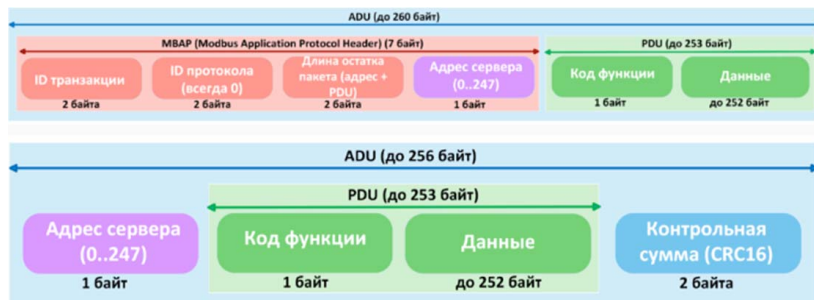 ADU (до 260 байт)
MBAP (Modbus Application Protocol Header) (7 байт)
PDU (до 253 байт)
ID транзакции
ID протокола
(всегда 0)
Длина остатка
пакета (адрес +
PDU)
Адрес сервера
(0..247)
Код функции
Данные
2 байта
2 байта
2 байта
1 байт
1 байт
до 252 байт
ADU (до 256 байт)
PDU (до 253 байт)
Адрес сервера
(0..247)
Код функции
Данные
Контрольная
сумма (CRC16)
1 байт
1 байт
до 252 байт
2 байта